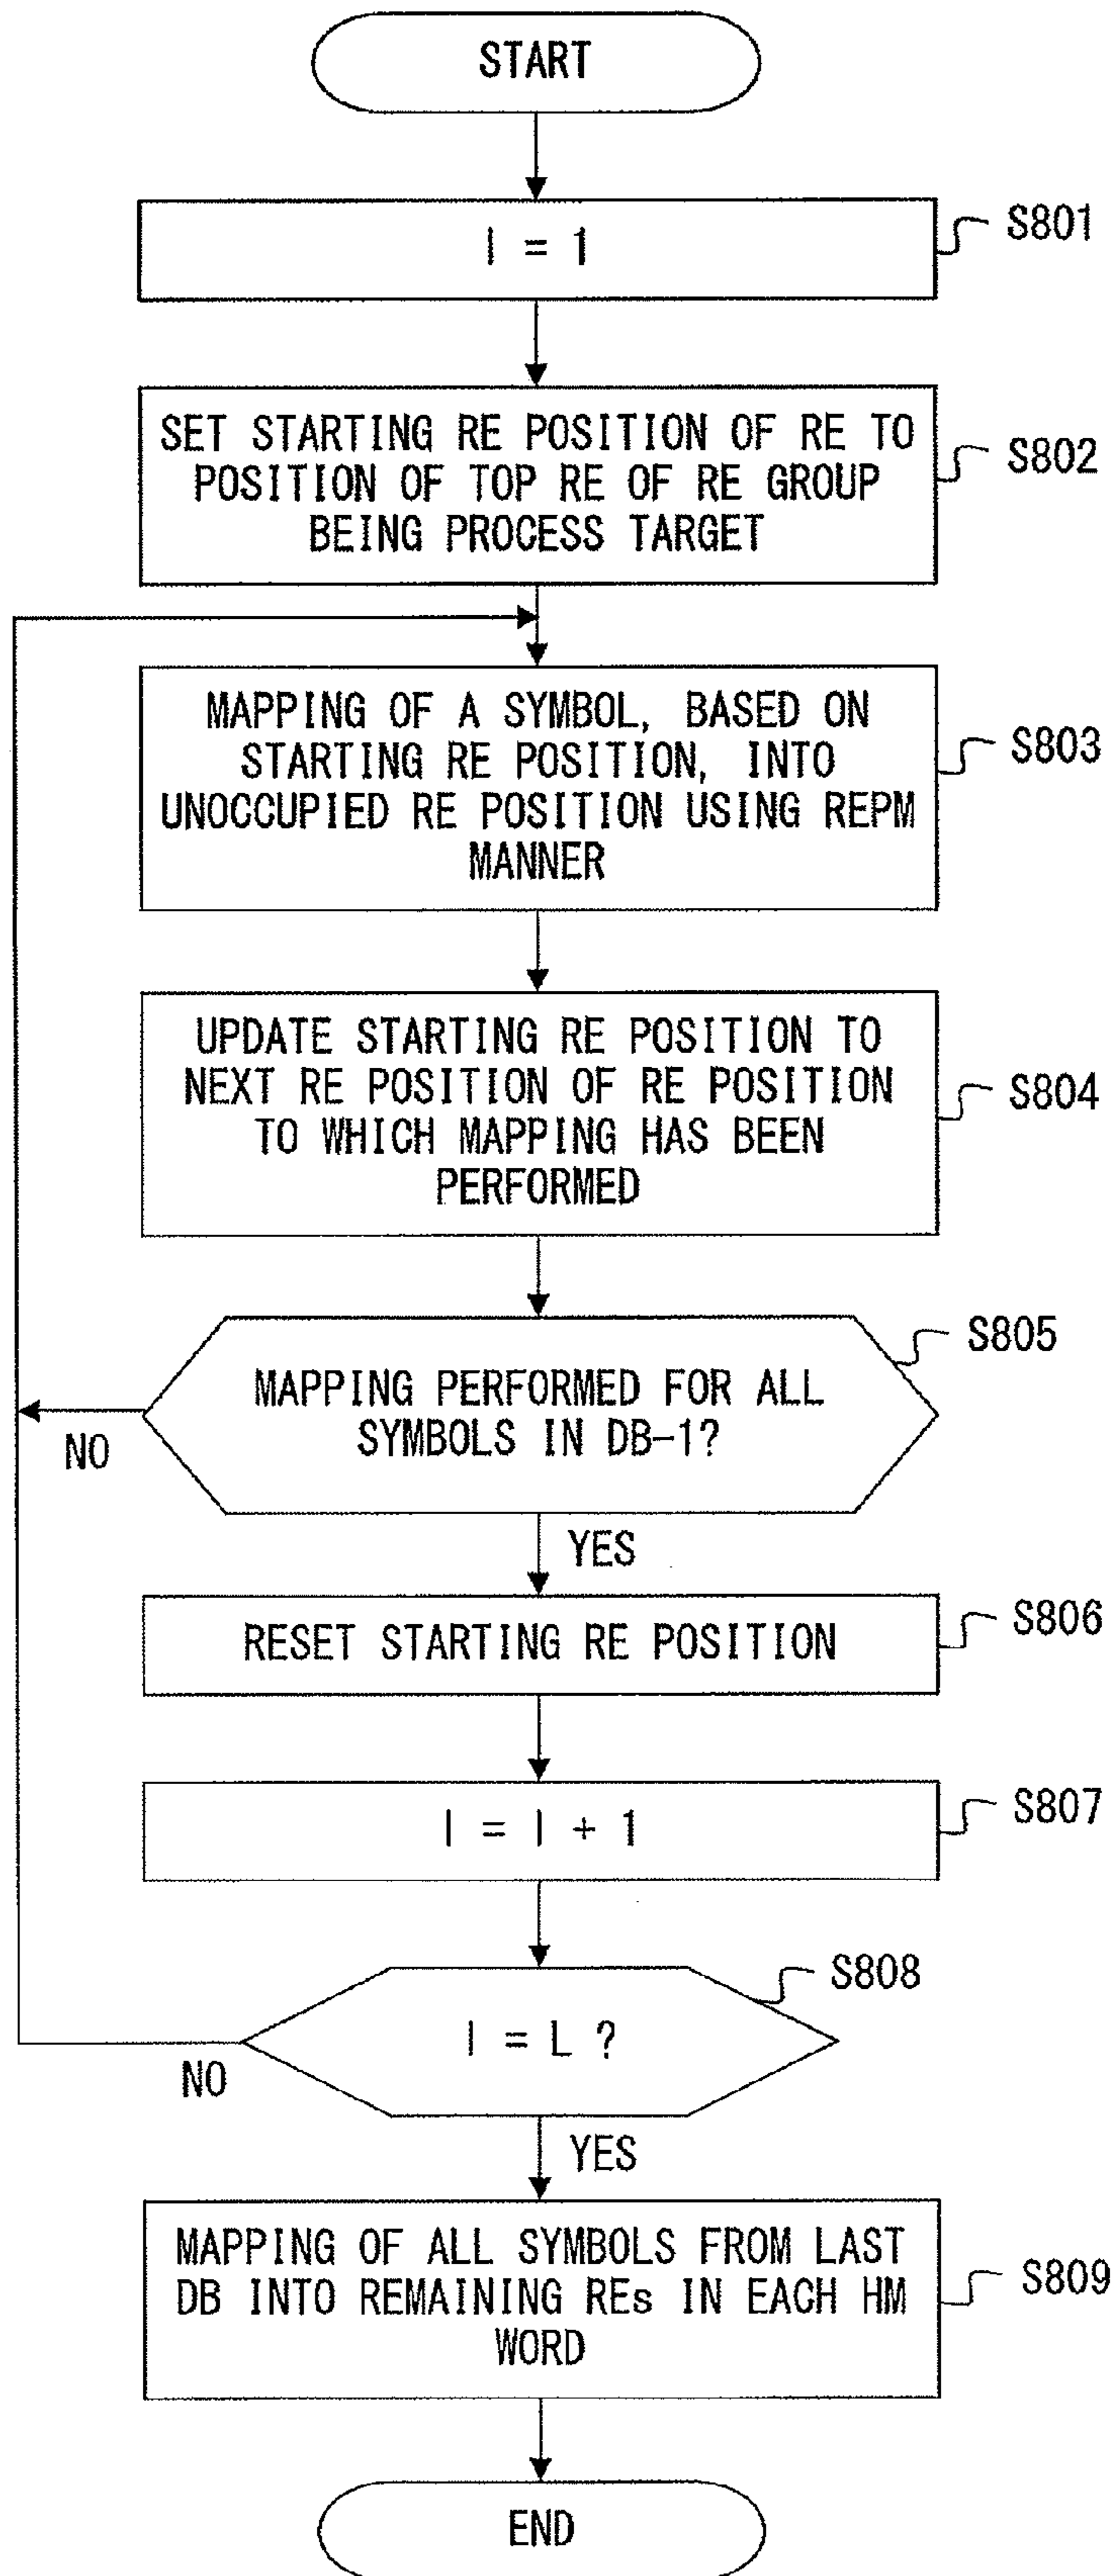 START
l = 1
S801
SET STARTING RE POSITION OF RE TO
POSITION OF TOP RE OF RE GROUP
BEING PROCESS TARGET
S802
MAPPING OF A SYMBOL, BASED ON
STARTING RE POSITION, INTO
UNOCCUPIED RE POSITION USING REPM
MANNER
S803
UPDATE STARTING RE POSITION TO
NEXT RE POSITION OF RE POSITION
TO WHICH MAPPING HAS BEEN
PERFORMED
S804
MAPPING PERFORMED FOR ALL
SYMBOLS IN DB-1?
S805
NO
YES
RESET STARTING RE POSITION
S806
l = l + 1
S807
l = L ?
S808
NO
YES
MAPPING OF ALL SYMBOLS FROM LAST
DB INTO REMAINING REs IN EACH HM
WORD
S809
END